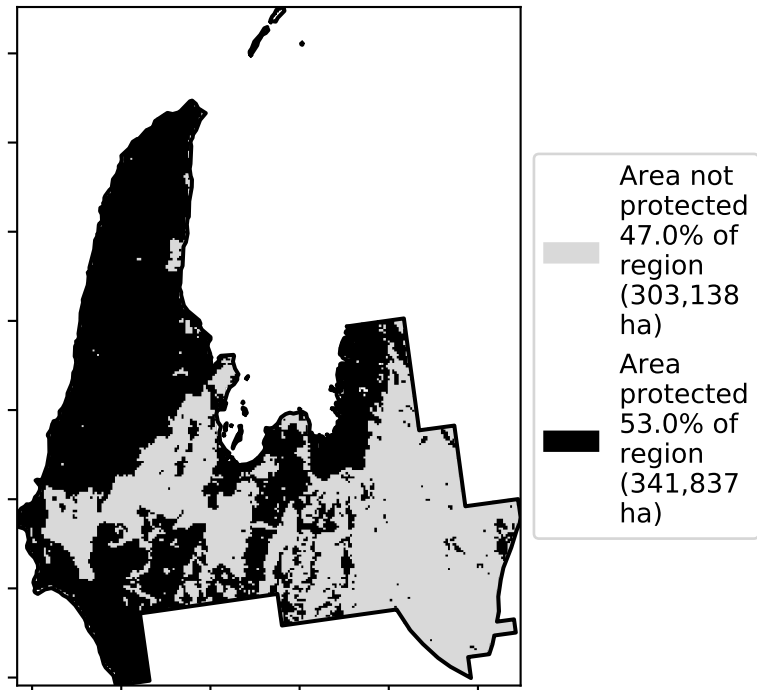 Area not
protected
47.0% of
region
(303,138
ha)
Area
protected
53.0% of
region
(341,837
ha)